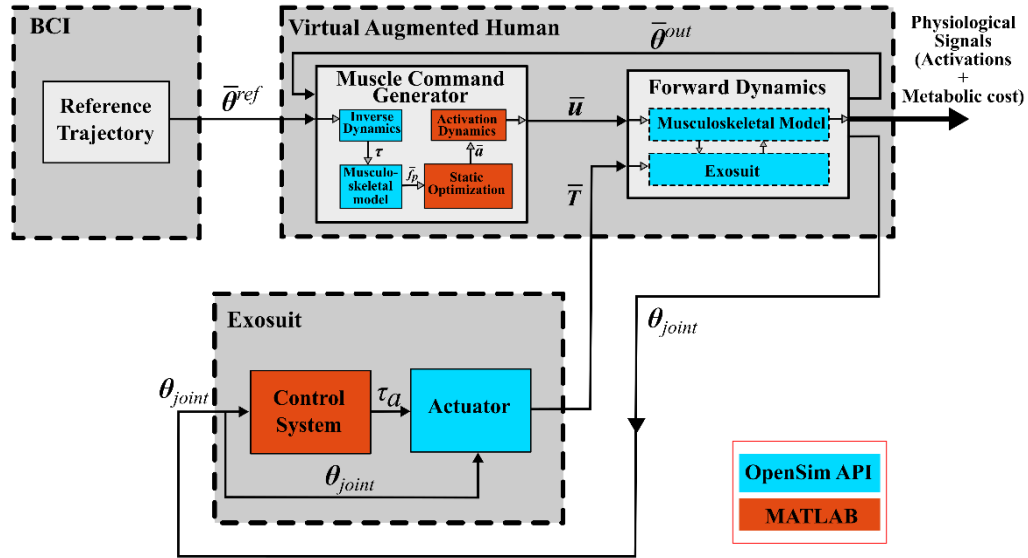 BCI
Reference
Trajectory
θ̅ref
Virtual Augmented Human
θ̅out
Muscle Command
Generator
Inverse
Dynamics
τ
Musculo-
skeletal
model
f̅p
Static
Optimization
a̅
Activation
Dynamics
u̅
T̅
Forward Dynamics
Musculoskeletal Model
Exosuit
Physiological
Signals
(Activations
+
Metabolic cost)
θjoint
Exosuit
θjoint
Control
System
τa
Actuator
θjoint
OpenSim API
MATLAB